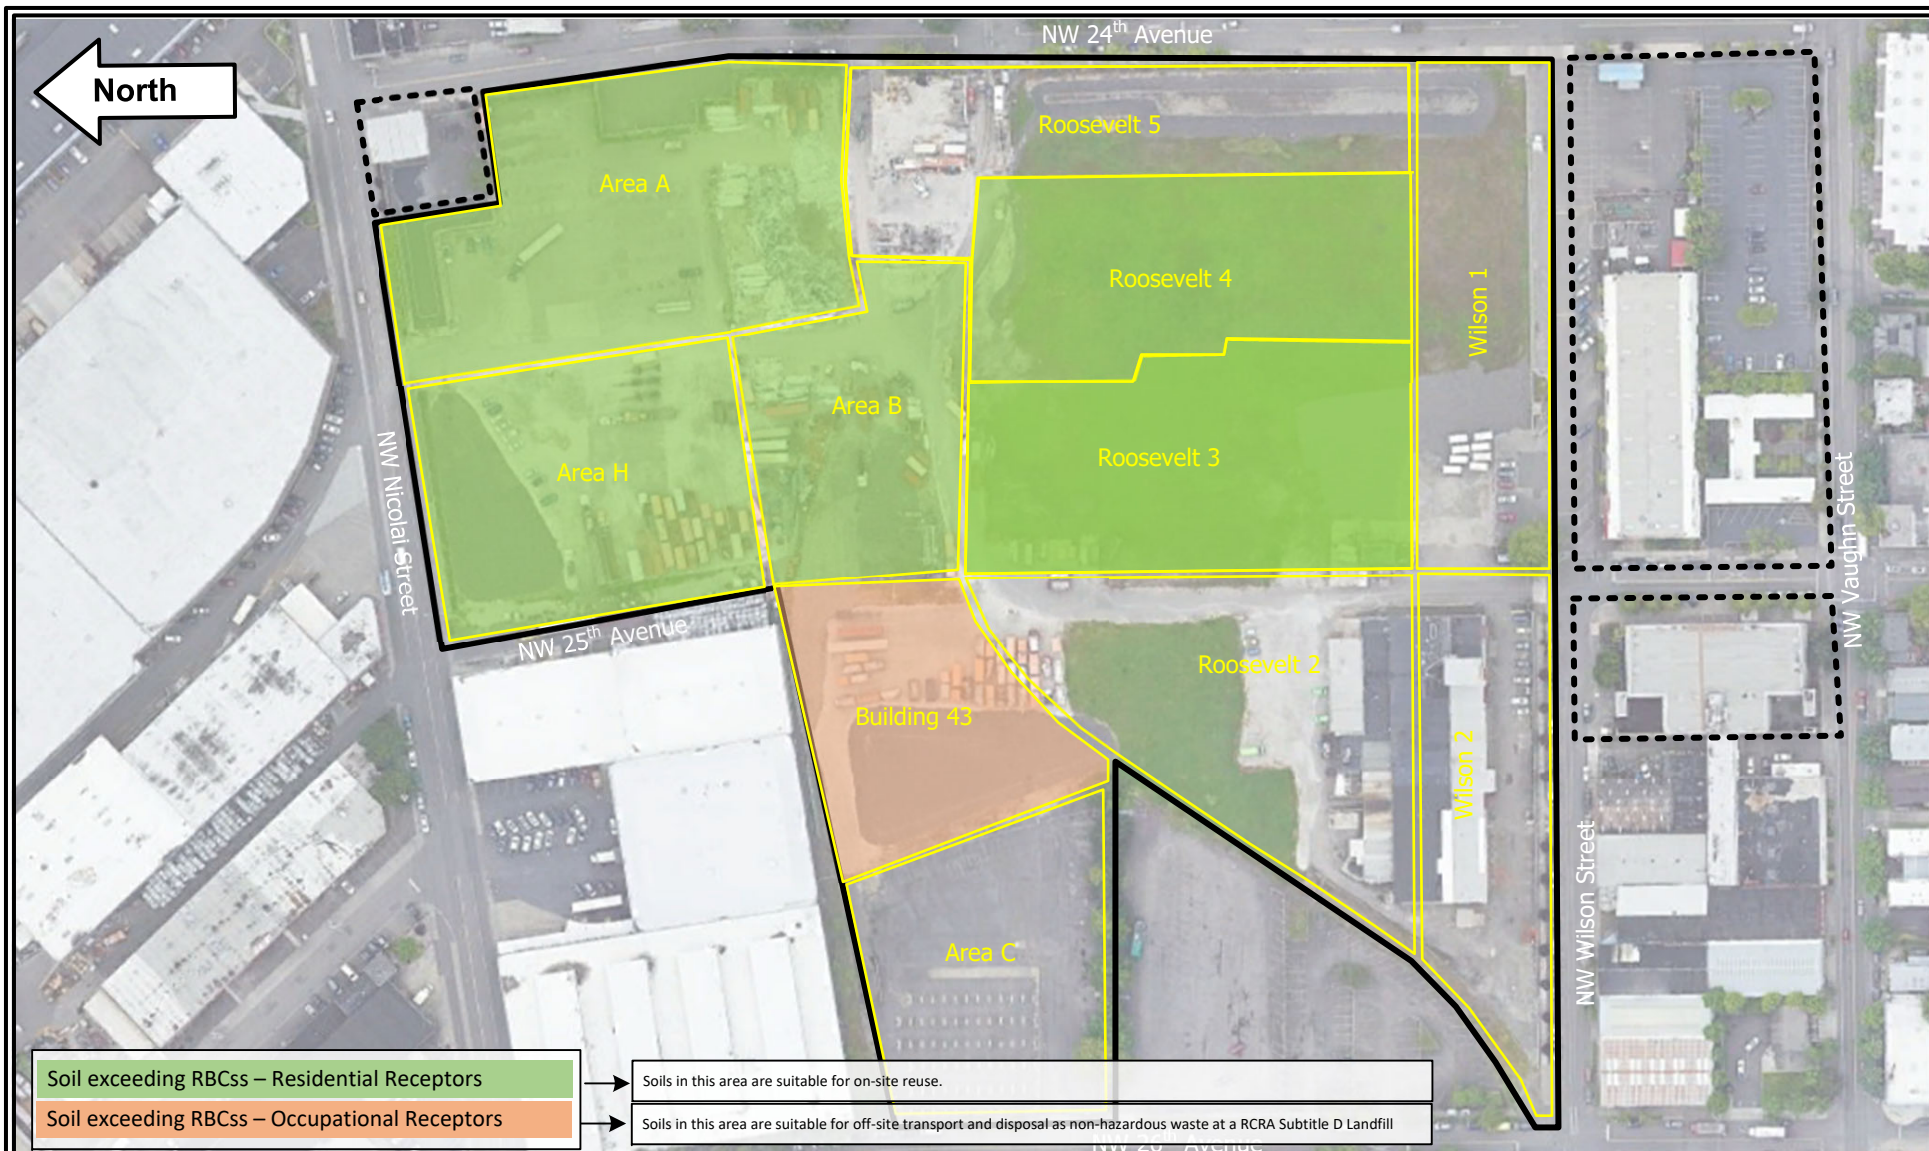 NW 24th Avenue
North
Roosevelt 5
Area A
Roosevelt 4
Wilson 1
Area B
Roosevelt 3
Area H
NW Nicolai Street
NW Vaughn Street
NW 25th Avenue
Roosevelt 2
Building 43
Wilson 2
NW Wilson Street
Area C
Soil exceeding RBCss – Residential Receptors
Soils in this area are suitable for on-site reuse.
Soil exceeding RBCss – Occupational Receptors
Soils in this area are suitable for off-site transport and disposal as non-hazardous waste at a RCRA Subtitle D Landfill
NW 26th Avenue